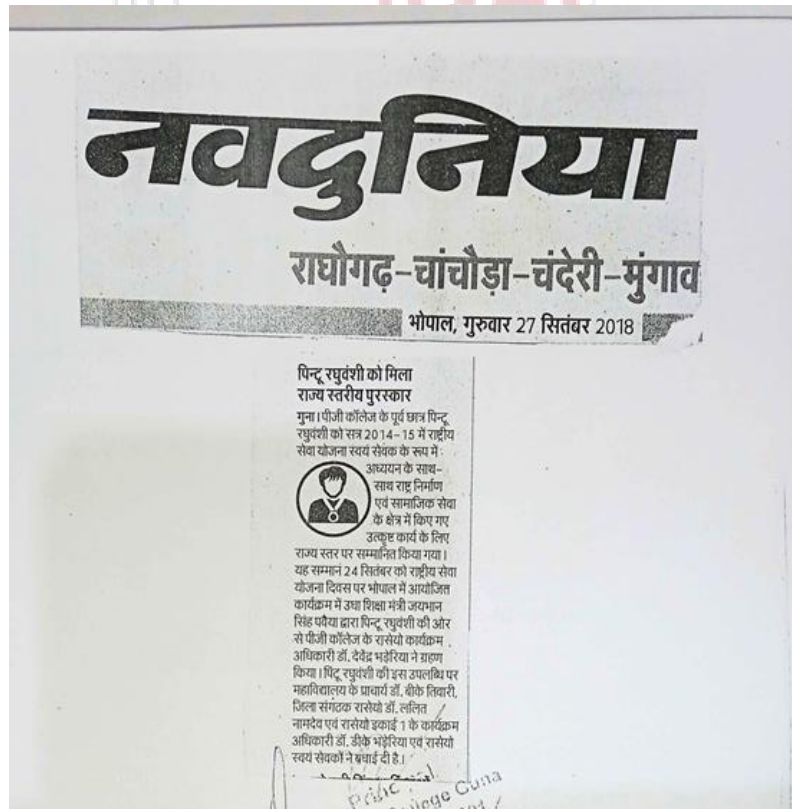 नवदुनिया
राघौगढ़-चांचौड़ा-चंदेरी-मुंगाव
भोपाल, गुरुवार 27 सितंबर 2018
पिन्टू रघुवंशी को मिला
राज्य स्तरीय पुरस्कार
गुना। पीजी कॉलेज के पूर्व छात्र पिन्टू
रघुवंशी को सत्र 2014-15 में राष्ट्रीय
सेवा योजना स्वयं सेवक के रूप में
अध्ययन के साथ-
साथ राष्ट्र निर्माण
एवं सामाजिक सेवा
के क्षेत्र में किए गए
उत्कृष्ट कार्य के लिए
राज्य स्तर पर सम्मानित किया गया।
यह सम्मान 24 सितंबर को राष्ट्रीय सेवा
योजना दिवस पर भोपाल में आयोजित
कार्यक्रम में उच्च शिक्षा मंत्री जयभान
सिंह पवैया द्वारा पिन्टू रघुवंशी की ओर
से पीजी कॉलेज के रासेयो कार्यक्रम
अधिकारी डॉ. देवेंद्र भड़ेरिया ने ग्रहण
किया। पिंटू रघुवंशी की इस उपलब्धि पर
महाविद्यालय के प्राचार्य डॉ. बीके तिवारी,
जिला संगठक रासेयो डॉ. ललित
नामदेव एवं रासेयो इकाई 1 के कार्यक्रम
अधिकारी डॉ. डीके भड़ेरिया एवं रासेयो
स्वयं सेवकों ने बधाई दी है।
College Guna